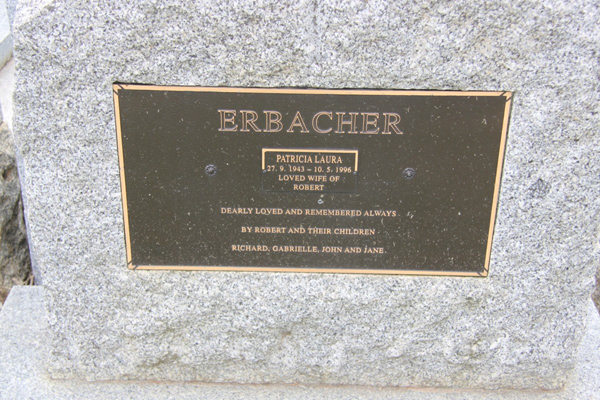 ERBACHER
PATRICIA LAURA
27. 9. 1943 – 10. 5. 1996
LOVED WIFE OF
ROBERT
DEARLY LOVED AND REMEMBERED ALWAYS
BY ROBERT AND THEIR CHILDREN
RICHARD, GABRIELLE, JOHN AND JANE